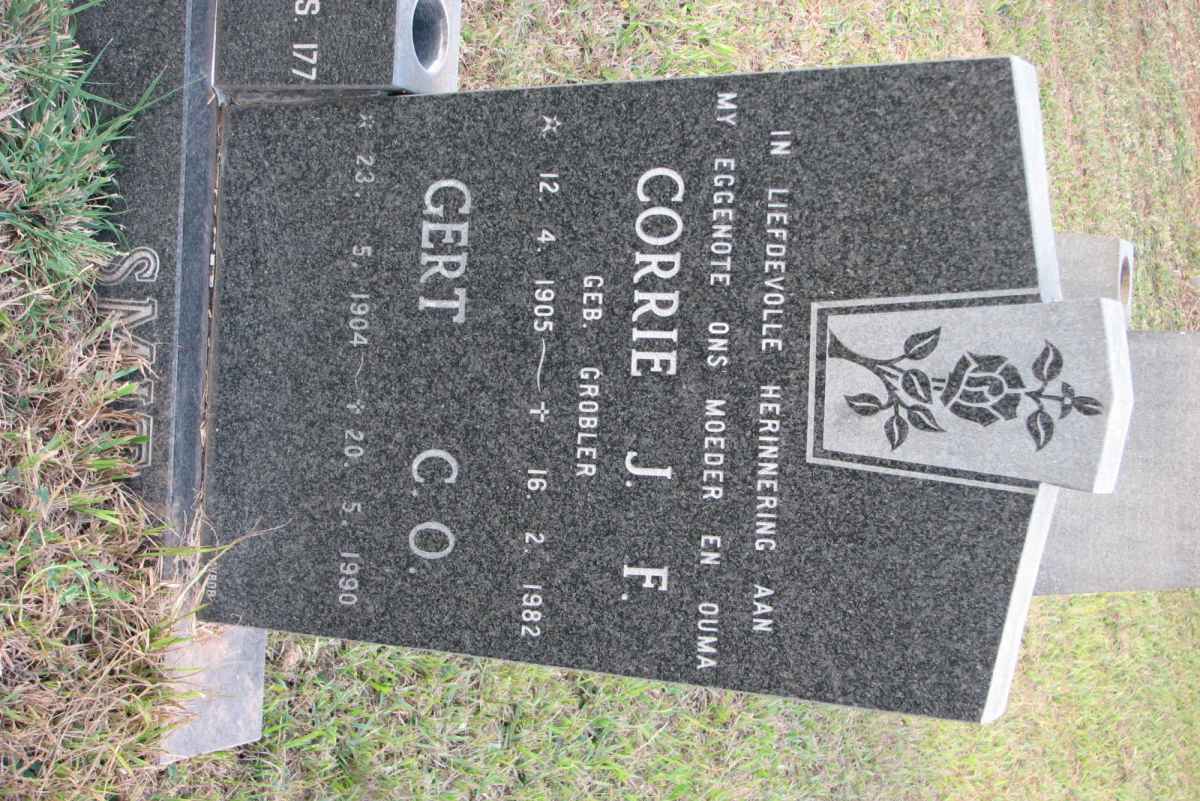 IN LIEFDEVOLLE HERINNERING AAN
MY EGGENOTE ONS MOEDER EN OUMA
CORRIE J. F.
GEB. GROBLER
☆ 12. 4. 1905 ~ ✝ 16. 2. 1982
GERT C. O.
☆ 23. 5. 1904 ~ ✝ 20. 5. 1990
S. 177